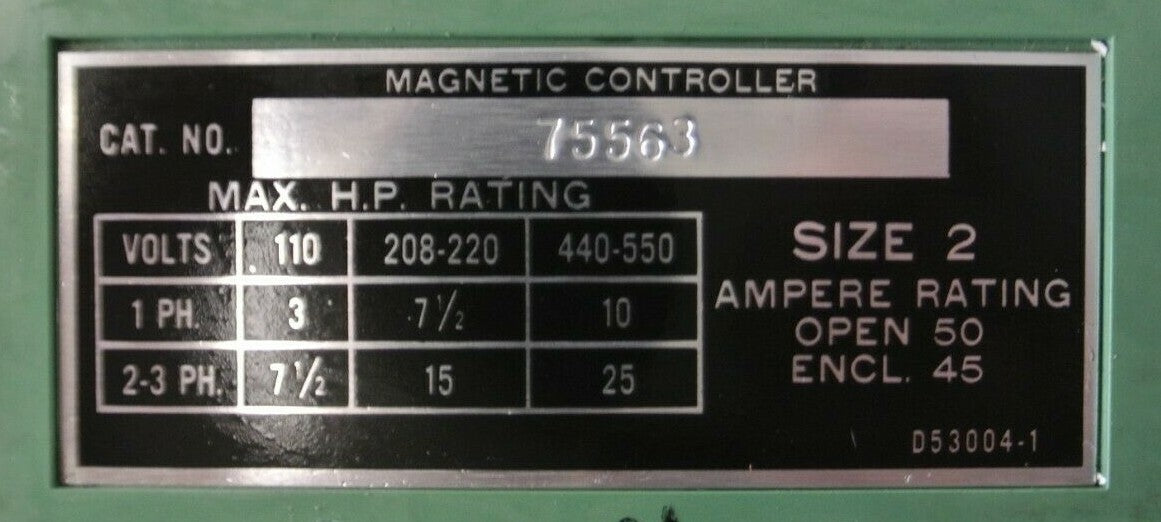 MAGNETIC CONTROLLER
CAT. NO. 75563
MAX. H.P. RATING
VOLTS 110 208-220 440-550
1 PH. 3 7½ 10
2-3 PH. 7½ 15 25
SIZE 2
AMPERE RATING
OPEN 50
ENCL. 45
D53004-1